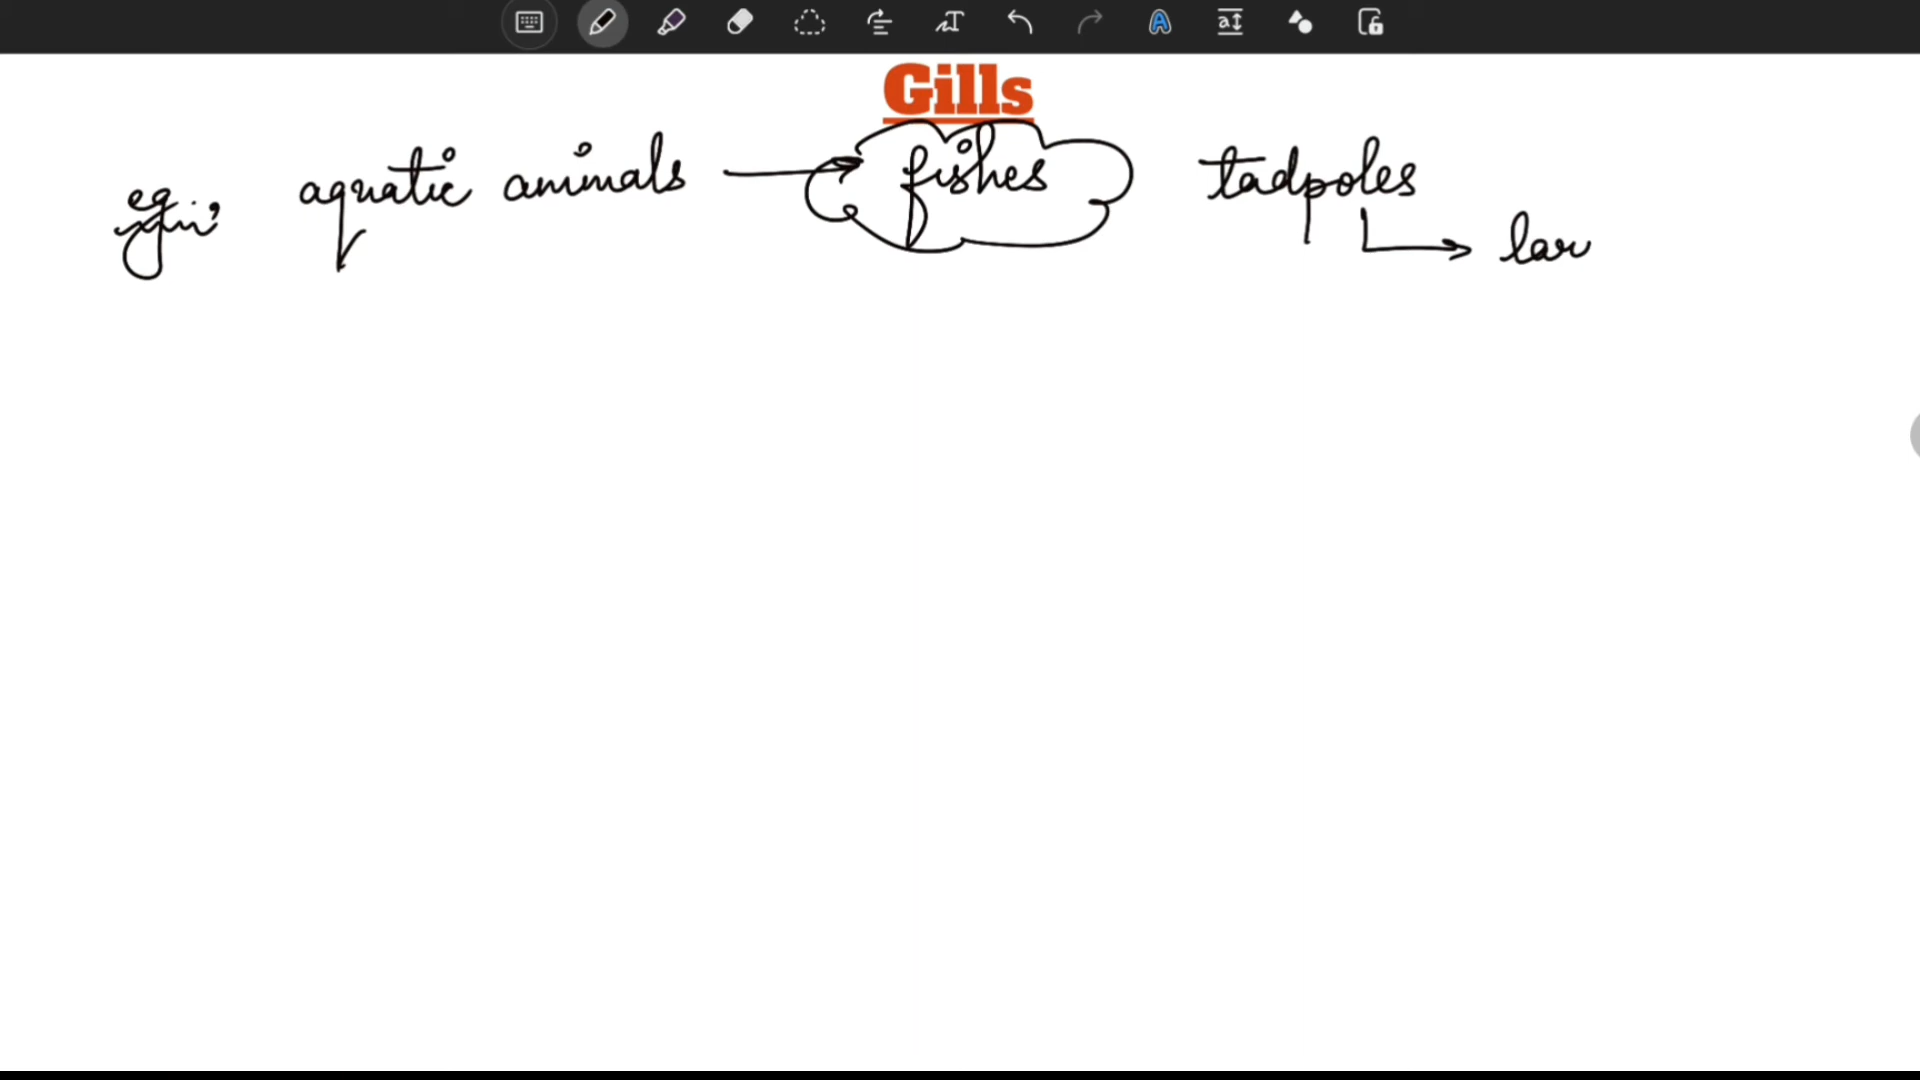 Gills
eg:- aquatic animals → fishes tadpoles
→ lar